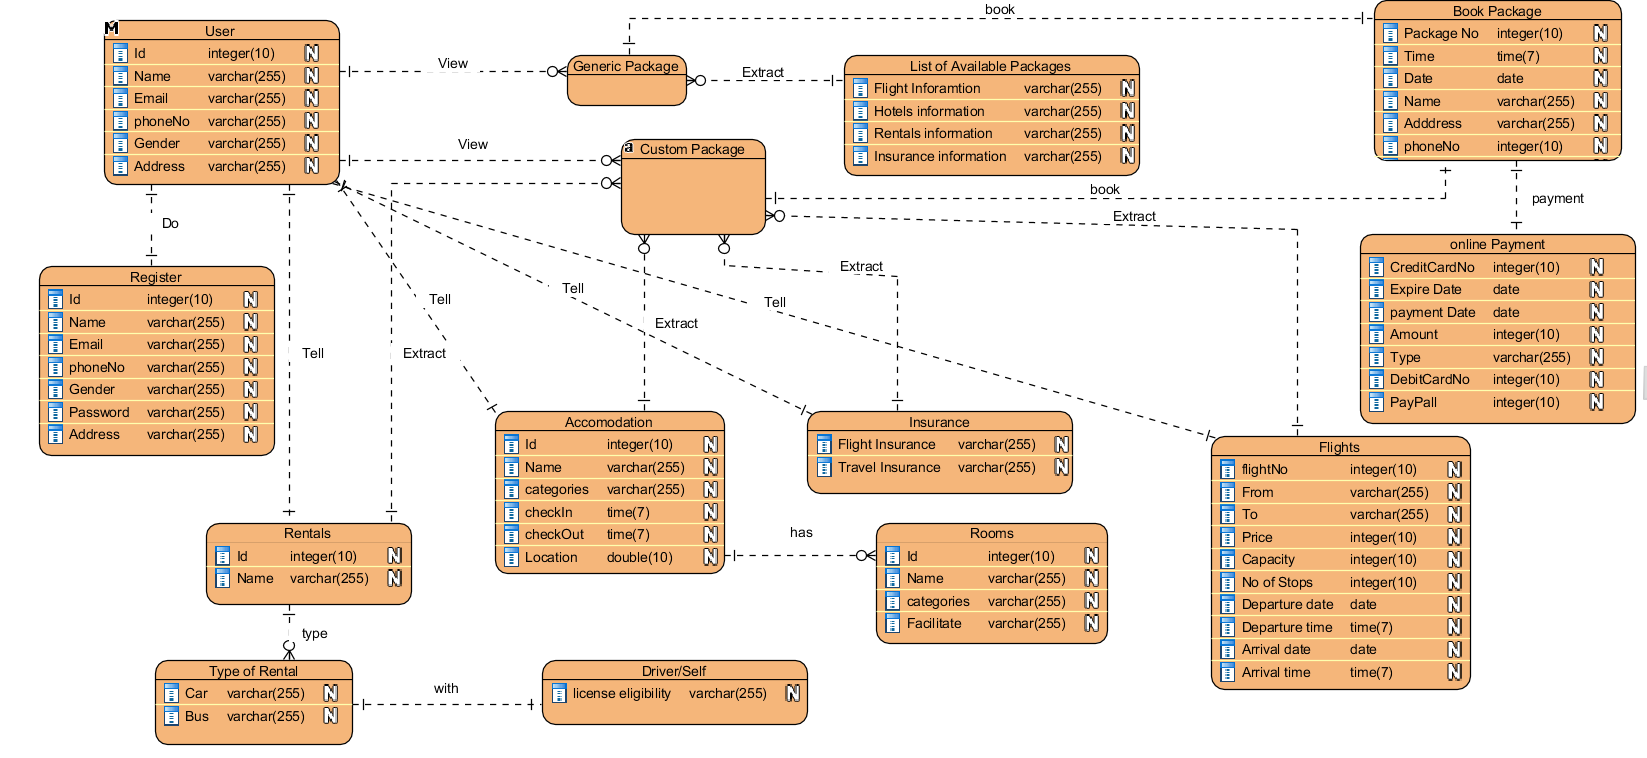 book
Book Package
Package No integer(10) N
Time time(7) N
Date date N
Name varchar(255) N
Adddress varchar(255) N
phoneNo integer(10) N
M
User
Id integer(10) N
Name varchar(255) N
Email varchar(255) N
phoneNo varchar(255) N
Gender varchar(255) N
Address varchar(255) N
View
Generic Package
Extract
List of Available Packages
Flight Inforamtion varchar(255) N
Hotels information varchar(255) N
Rentals information varchar(255) N
Insurance information varchar(255) N
View
a Custom Package
book
Extract
payment
Do
online Payment
CreditCardNo integer(10) N
Expire Date date N
payment Date date N
Amount integer(10) N
Type varchar(255) N
DebitCardNo integer(10) N
PayPall integer(10) N
Register
Id integer(10) N
Name varchar(255) N
Email varchar(255) N
phoneNo varchar(255) N
Gender varchar(255) N
Password varchar(255) N
Address varchar(255) N
Extract
Tell
Tell
Tell
Extract
Tell
Extract
Accomodation
Id integer(10) N
Name varchar(255) N
categories varchar(255) N
checkIn time(7) N
checkOut time(7) N
Location double(10) N
Insurance
Flight Insurance varchar(255) N
Travel Insurance varchar(255) N
Flights
flightNo integer(10) N
From varchar(255) N
To varchar(255) N
Price integer(10) N
Capacity integer(10) N
No of Stops integer(10) N
Departure date date N
Departure time time(7) N
Arrival date date N
Arrival time time(7) N
Rentals
Id integer(10) N
Name varchar(255) N
has
Rooms
Id integer(10) N
Name varchar(255) N
categories varchar(255) N
Facilitate varchar(255) N
type
Type of Rental
Car varchar(255) N
Bus varchar(255) N
with
Driver/Self
license eligibility varchar(255) N